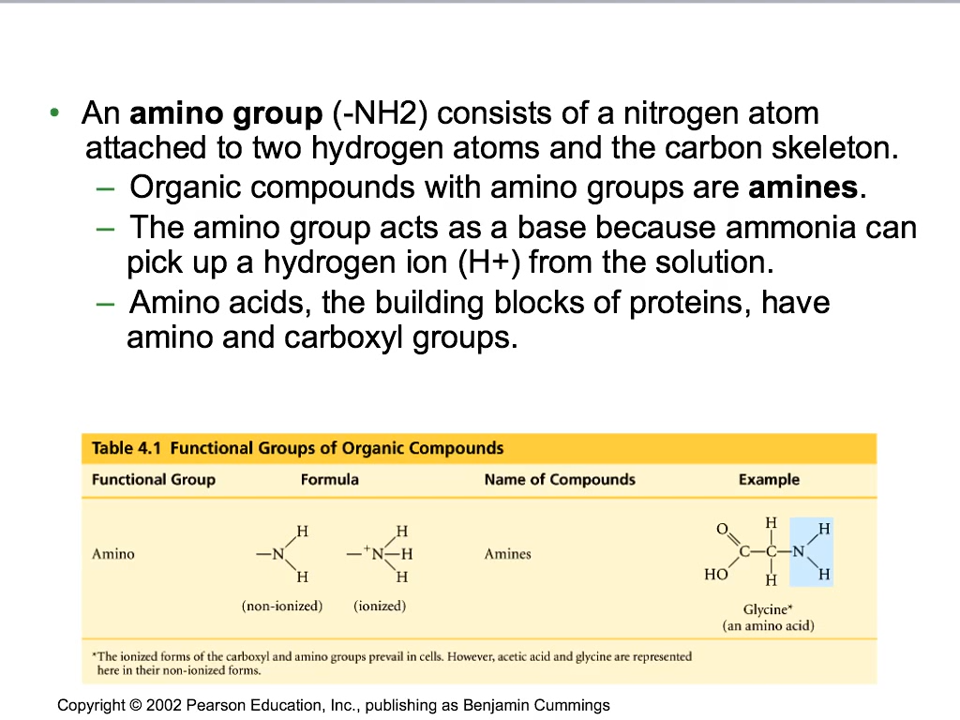 • An amino group (-NH2) consists of a nitrogen atom
attached to two hydrogen atoms and the carbon skeleton.
– Organic compounds with amino groups are amines.
– The amino group acts as a base because ammonia can
pick up a hydrogen ion (H+) from the solution.
– Amino acids, the building blocks of proteins, have
amino and carboxyl groups.
Table 4.1 Functional Groups of Organic Compounds
Functional Group Formula Name of Compounds Example
H H O H H
Amino —N —+N—H Amines C—C—N
H H HO H H
(non-ionized) (ionized) Glycine*
(an amino acid)
*The ionized forms of the carboxyl and amino groups prevail in cells. However, acetic acid and glycine are represented
here in their non-ionized forms.
Copyright © 2002 Pearson Education, Inc., publishing as Benjamin Cummings